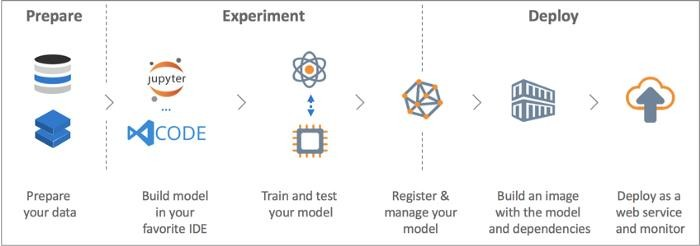 Prepare
Experiment
Deploy
jupyter
...
CODE
Prepare
your data
Build model
in your
favorite IDE
Train and test
your model
Register &
manage your
model
Build an image
with the model
and dependencies
Deploy as a
web service
and monitor